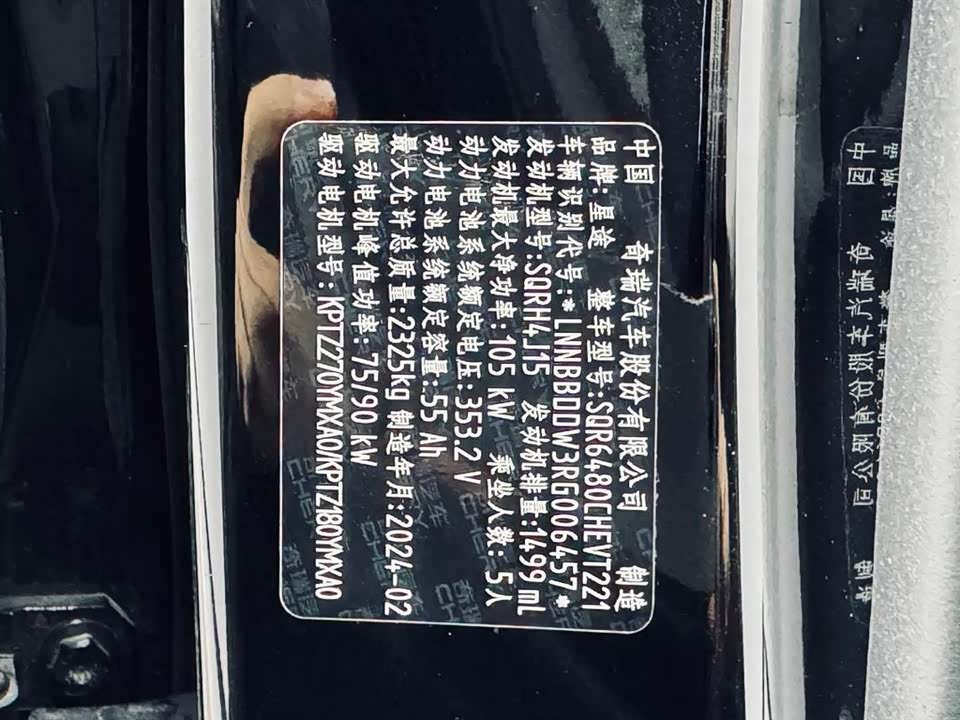 中国 奇瑞汽车股份有限公司 制造
品牌:星途 整车型号:SQR6480CHEVT221
车辆识别代号:*LNNBBDDW3RG006457*
发动机型号:SQRH4J15 发动机排量:1499 mL
发动机最大净功率:105 kW 乘坐人数:5人
动力电池系统额定电压:353.2 V
动力电池系统额定容量:55 Ah
最大允许总质量:2325kg 制造年月:2024-02
驱动电机峰值功率:75/90 kW
驱动电机型号:KPTZ270YMXA0/KPTZ180YMXA0